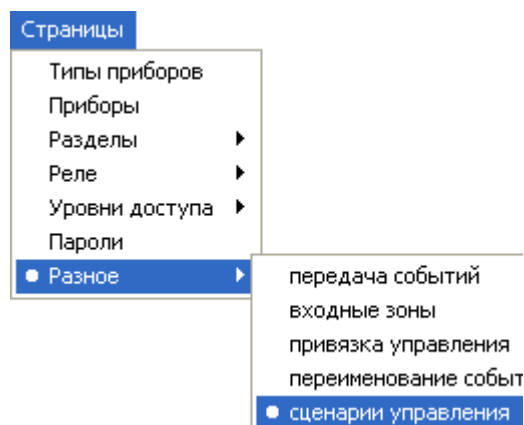 Страницы
Типы приборов
Приборы
Разделы
Реле
Уровни доступа
Пароли
Разное
передача событий
входные зоны
привязка управления
переименование событ
сценарии управления